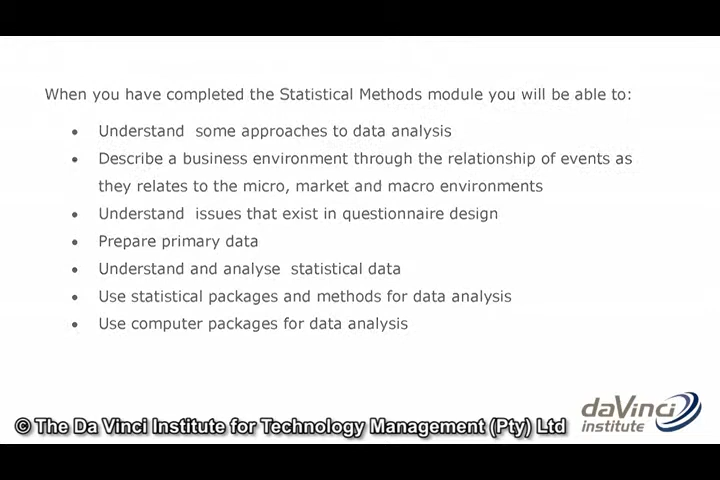 When you have completed the Statistical Methods module you will be able to:
• Understand some approaches to data analysis
• Describe a business environment through the relationship of events as
they relates to the micro, market and macro environments
• Understand issues that exist in questionnaire design
• Prepare primary data
• Understand and analyse statistical data
• Use statistical packages and methods for data analysis
• Use computer packages for data analysis
daVinci
institute
© The Da Vinci Institute for Technology Management (Pty) Ltd